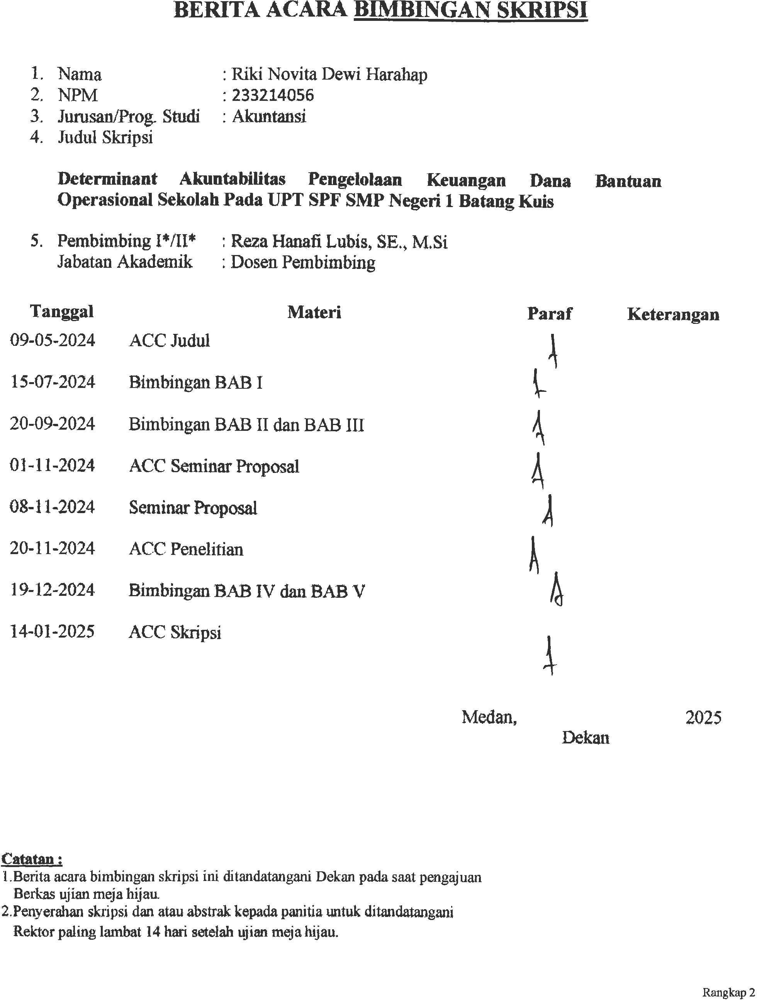 BERITA ACARA BIMBINGAN SKRIPSI
1. Nama : Riki Novita Dewi Harahap
2. NPM : 233214056
3. Jurusan/Prog. Studi : Akuntansi
4. Judul Skripsi
Determinant Akuntabilitas Pengelolaan Keuangan Dana Bantuan
Operasional Sekolah Pada UPT SPF SMP Negeri 1 Batang Kuis
5. Pembimbing I*/II* : Reza Hanafi Lubis, SE., M.Si
Jabatan Akademik : Dosen Pembimbing
Tanggal Materi Paraf Keterangan
09-05-2024 ACC Judul
15-07-2024 Bimbingan BAB I
20-09-2024 Bimbingan BAB II dan BAB III
01-11-2024 ACC Seminar Proposal
08-11-2024 Seminar Proposal
20-11-2024 ACC Penelitian
19-12-2024 Bimbingan BAB IV dan BAB V
14-01-2025 ACC Skripsi
Medan, 2025
Dekan
Catatan :
1.Berita acara bimbingan skripsi ini ditandatangani Dekan pada saat pengajuan
Berkas ujian meja hijau.
2.Penyerahan skripsi dan atau abstrak kepada panitia untuk ditandatangani
Rektor paling lambat 14 hari setelah ujian meja hijau.
Rangkap 2